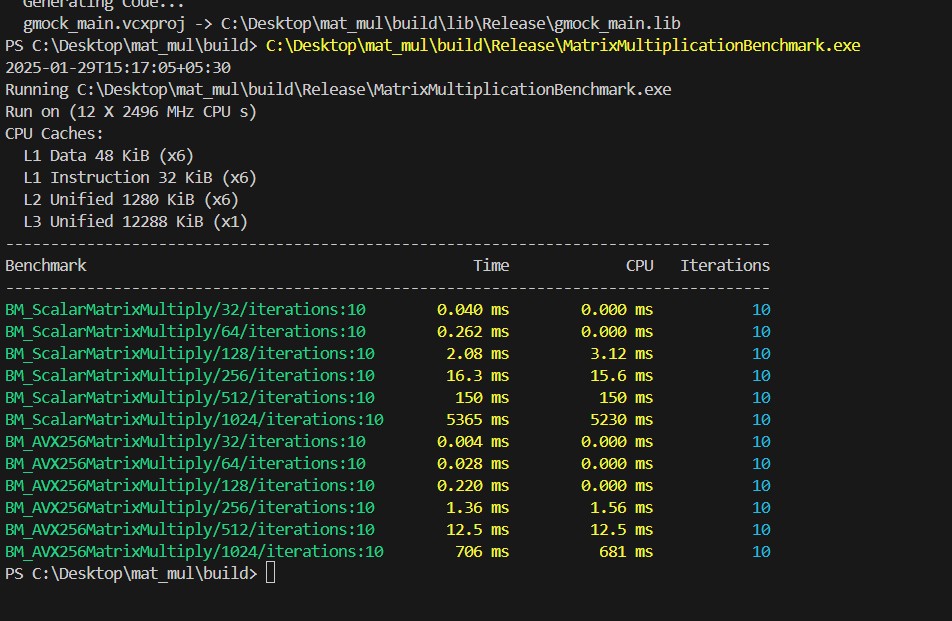 Generating Code...
gmock_main.vcxproj -> C:\Desktop\mat_mul\build\lib\Release\gmock_main.lib
PS C:\Desktop\mat_mul\build> C:\Desktop\mat_mul\build\Release\MatrixMultiplicationBenchmark.exe
2025-01-29T15:17:05+05:30
Running C:\Desktop\mat_mul\build\Release\MatrixMultiplicationBenchmark.exe
Run on (12 X 2496 MHz CPU s)
CPU Caches:
L1 Data 48 KiB (x6)
L1 Instruction 32 KiB (x6)
L2 Unified 1280 KiB (x6)
L3 Unified 12288 KiB (x1)
-------------------------------------------------------------------------------------
Benchmark Time CPU Iterations
-------------------------------------------------------------------------------------
BM_ScalarMatrixMultiply/32/iterations:10 0.040 ms 0.000 ms 10
BM_ScalarMatrixMultiply/64/iterations:10 0.262 ms 0.000 ms 10
BM_ScalarMatrixMultiply/128/iterations:10 2.08 ms 3.12 ms 10
BM_ScalarMatrixMultiply/256/iterations:10 16.3 ms 15.6 ms 10
BM_ScalarMatrixMultiply/512/iterations:10 150 ms 150 ms 10
BM_ScalarMatrixMultiply/1024/iterations:10 5365 ms 5230 ms 10
BM_AVX256MatrixMultiply/32/iterations:10 0.004 ms 0.000 ms 10
BM_AVX256MatrixMultiply/64/iterations:10 0.028 ms 0.000 ms 10
BM_AVX256MatrixMultiply/128/iterations:10 0.220 ms 0.000 ms 10
BM_AVX256MatrixMultiply/256/iterations:10 1.36 ms 1.56 ms 10
BM_AVX256MatrixMultiply/512/iterations:10 12.5 ms 12.5 ms 10
BM_AVX256MatrixMultiply/1024/iterations:10 706 ms 681 ms 10
PS C:\Desktop\mat_mul\build>